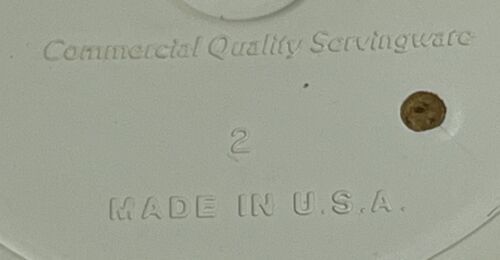 Commercial Quality Servingware
2
MADE IN U.S.A.